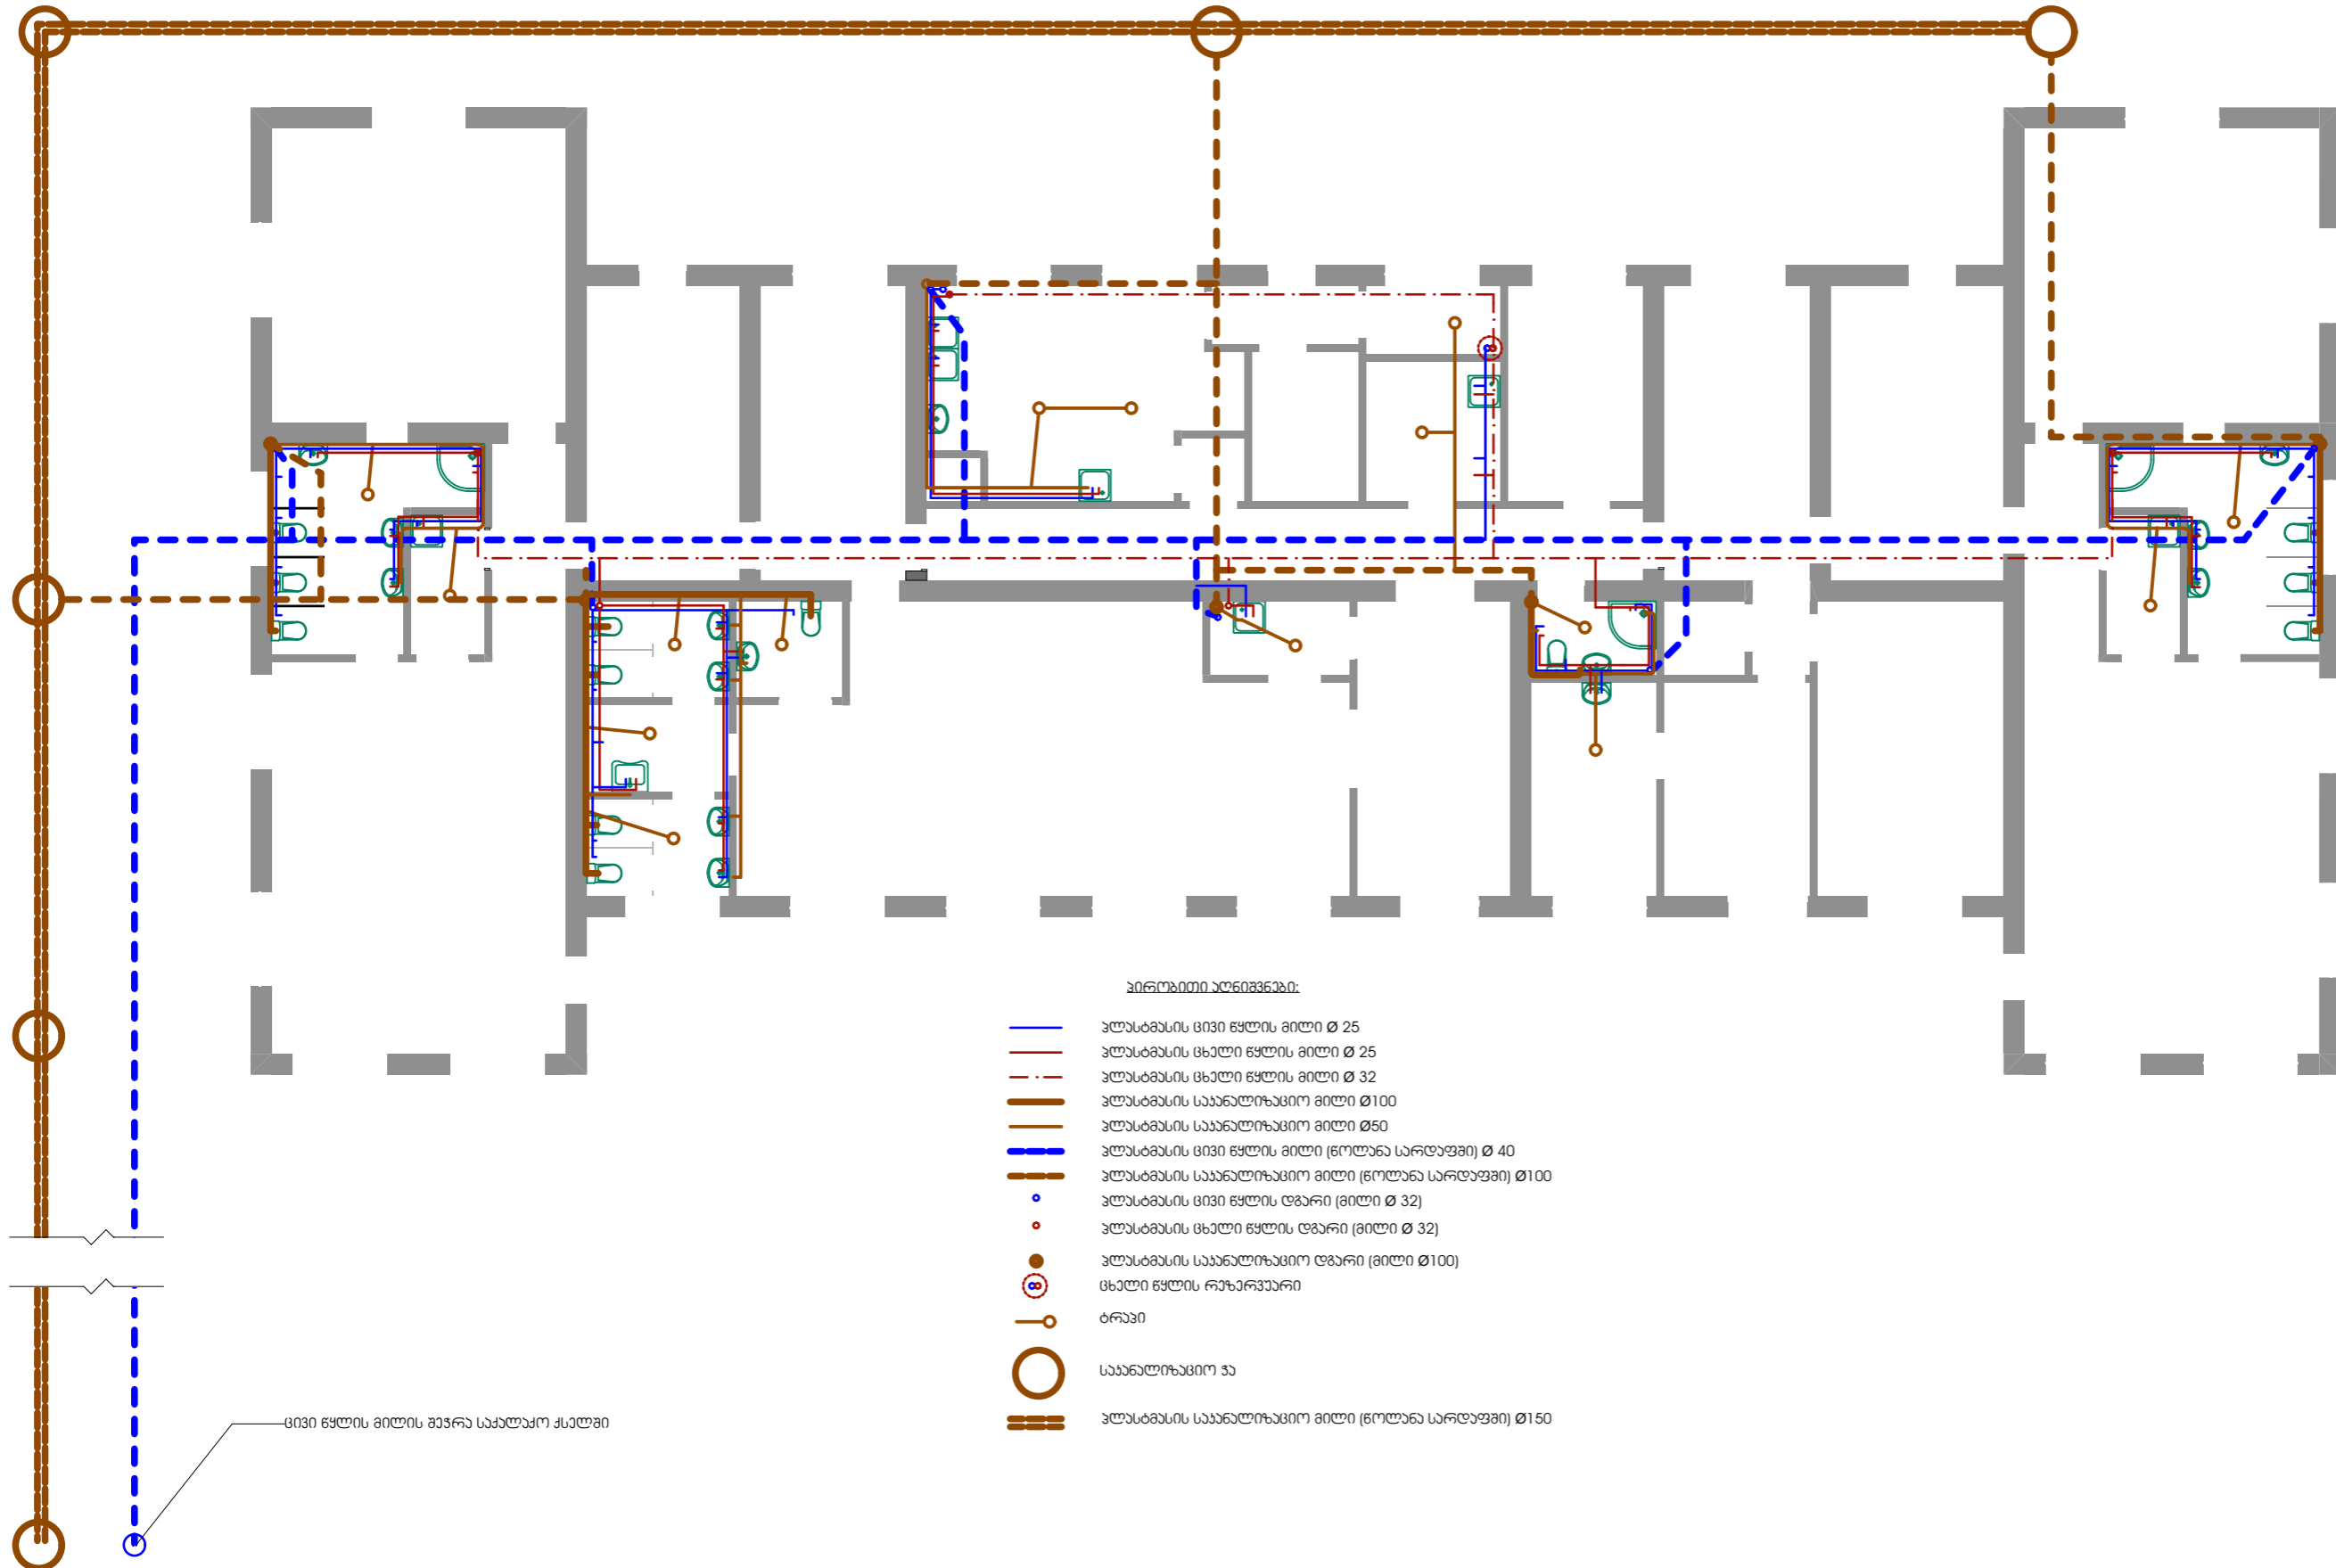 პირობითი აღნიშვნები:
პლასტმასის ცივი წყლის მილი Ø 25
პლასტმასის ცხელი წყლის მილი Ø 25
პლასტმასის ცხელი წყლის მილი Ø 32
პლასტმასის საკანალიზაციო მილი Ø100
პლასტმასის საკანალიზაციო მილი Ø50
პლასტმასის ცივი წყლის მილი (წოლანა სარდაფში) Ø 40
პლასტმასის საკანალიზაციო მილი (წოლანა სარდაფში) Ø100
პლასტმასის ცივი წყლის დგარი (მილი Ø 32)
პლასტმასის ცხელი წყლის დგარი (მილი Ø 32)
პლასტმასის საკანალიზაციო დგარი (მილი Ø100)
ცხელი წყლის რეზერვუარი
ტრაპი
საკანალიზაციო ჭა
პლასტმასის საკანალიზაციო მილი (წოლანა სარდაფში) Ø150
ცივი წყლის მილის შეჭრა საქალაქო ქსელში